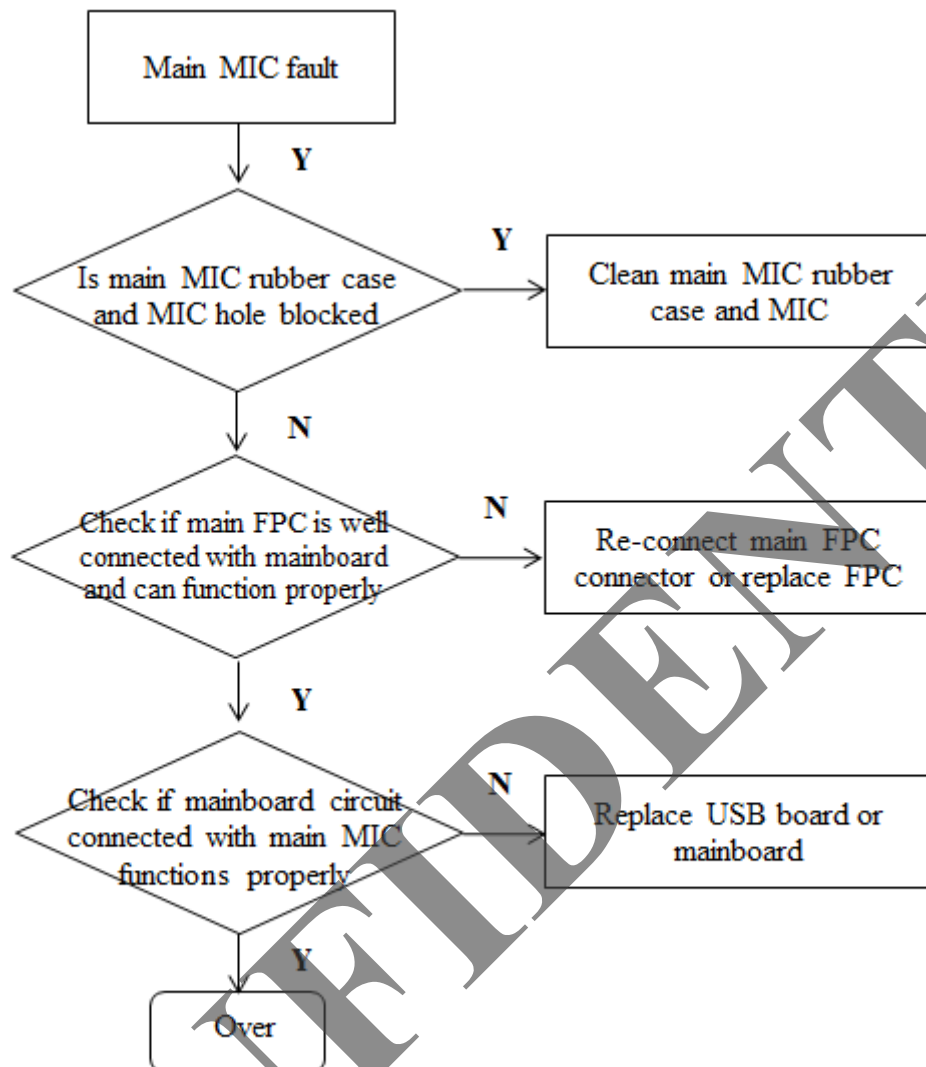 Main MIC fault
Y
Is main MIC rubber case
and MIC hole blocked
Y
Clean main MIC rubber
case and MIC
N
Check if main FPC is well
connected with mainboard
and can function properly
N
Re-connect main FPC
connector or replace FPC
Y
Check if mainboard circuit
connected with main MIC
functions properly
N
Replace USB board or
mainboard
Y
Over
FIDENT